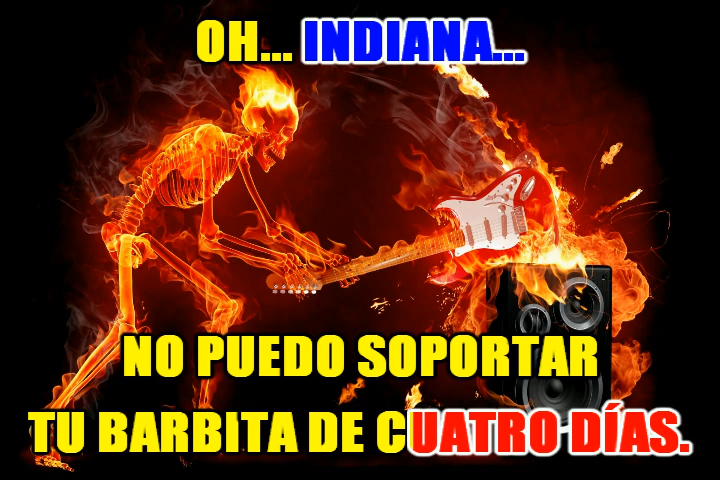 OH... INDIANA...
NO PUEDO SOPORTAR
TU BARBITA DE CUATRO DÍAS.